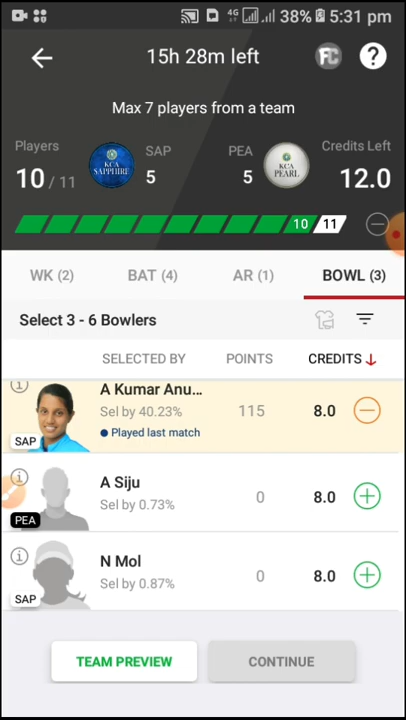 4G 38% 5:31 pm
15h 28m left
FC ?
Max 7 players from a team
Players SAP PEA Credits Left
KCA SAPPHIRE KCA PEARL
10 / 11 5 5 12.0
10 11
WK (2) BAT (4) AR (1) BOWL (3)
Select 3 - 6 Bowlers
SELECTED BY POINTS CREDITS ↓
A Kumar Anu...
Sel by 40.23% 115 8.0
Played last match
SAP
A Siju
Sel by 0.73% 0 8.0
PEA
N Mol
Sel by 0.87% 0 8.0
SAP
TEAM PREVIEW CONTINUE